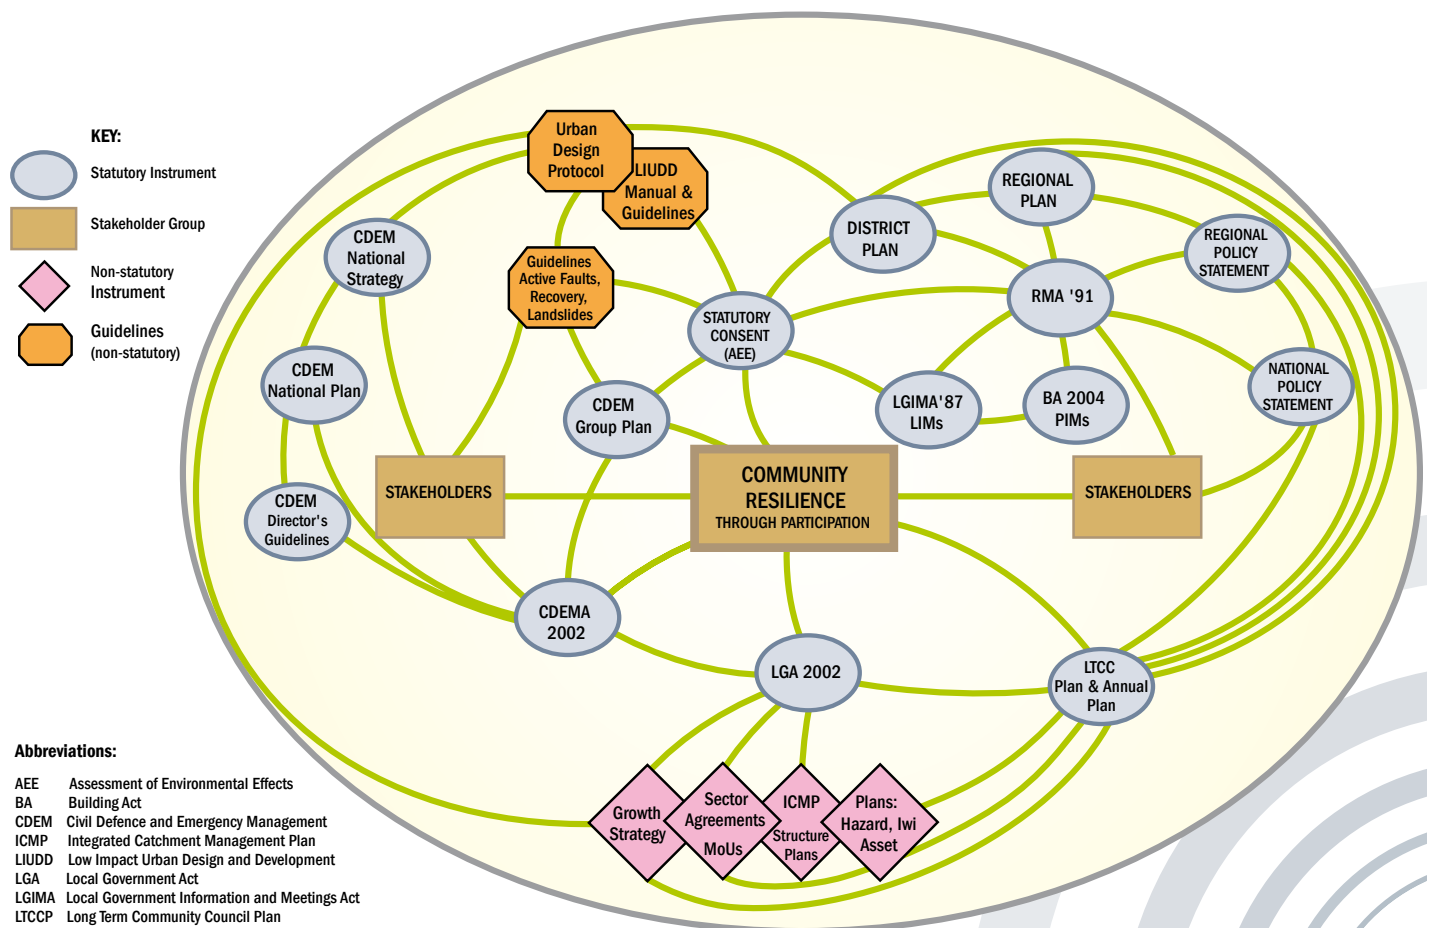 KEY:
Statutory Instrument
Stakeholder Group
Non-statutory
Instrument
Guidelines
(non-statutory)
Urban
Design
Protocol
LIUDD
Manual &
Guidelines
CDEM
National
Strategy
Guidelines
Active Faults,
Recovery,
Landslides
DISTRICT
PLAN
REGIONAL
PLAN
REGIONAL
POLICY
STATEMENT
RMA '91
STATUTORY
CONSENT
(AEE)
CDEM
National Plan
CDEM
Group Plan
LGIMA'87
LIMs
BA 2004
PIMs
NATIONAL
POLICY
STATEMENT
STAKEHOLDERS
COMMUNITY
RESILIENCE
THROUGH PARTICIPATION
STAKEHOLDERS
CDEM
Director's
Guidelines
CDEMA
2002
LGA 2002
LTCC
Plan & Annual
Plan
Growth
Strategy
Sector
Agreements
MoUs
ICMP
Structure
Plans
Plans:
Hazard, Iwi
Asset
Abbreviations:
AEE Assessment of Environmental Effects
BA Building Act
CDEM Civil Defence and Emergency Management
ICMP Integrated Catchment Management Plan
LIUDD Low Impact Urban Design and Development
LGA Local Government Act
LGIMA Local Government Information and Meetings Act
LTCCP Long Term Community Council Plan